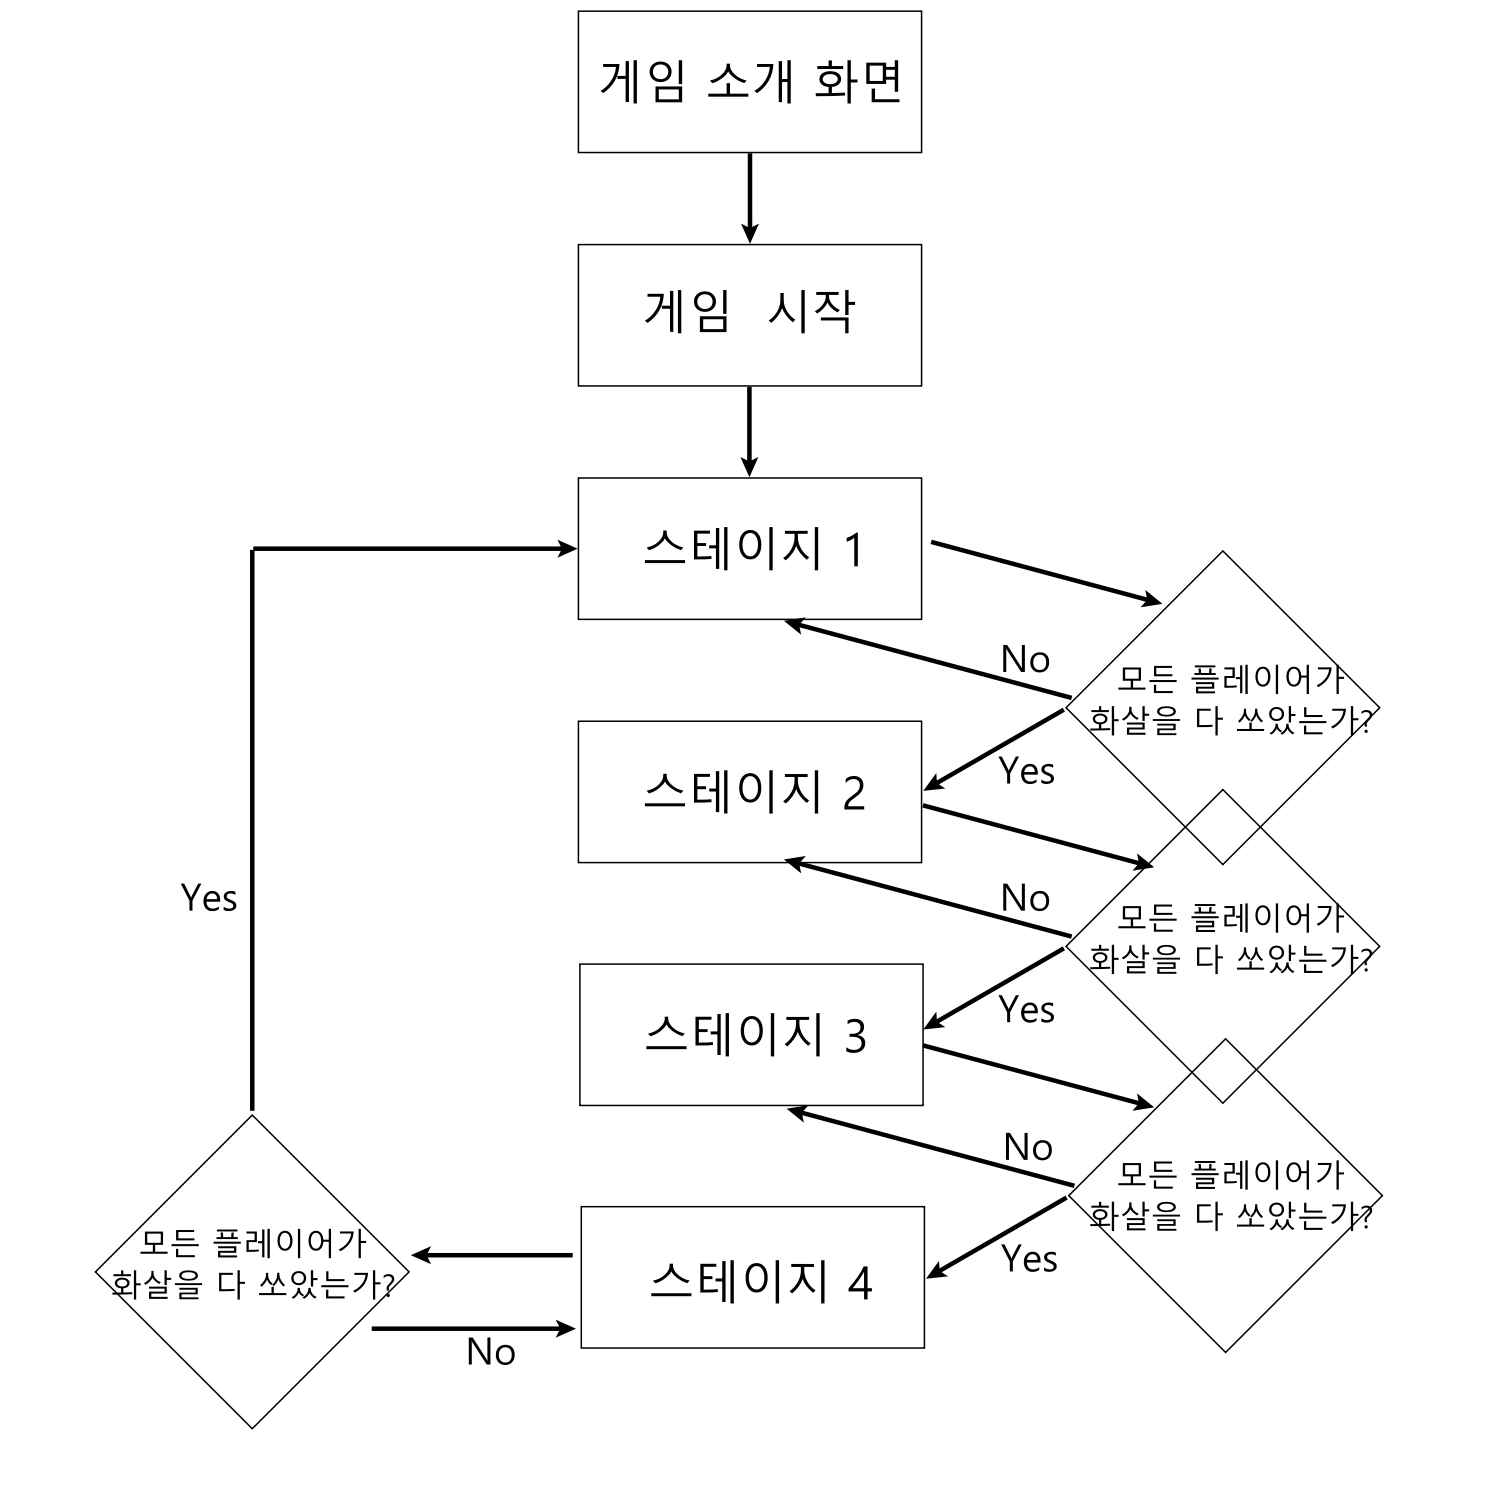 게임 소개 화면
게임 시작
스테이지 1
No
모든 플레이어가
화살을 다 쏘았는가?
Yes
스테이지 2
Yes
No
모든 플레이어가
화살을 다 쏘았는가?
Yes
스테이지 3
No
모든 플레이어가
화살을 다 쏘았는가?
Yes
스테이지 4
모든 플레이어가
화살을 다 쏘았는가?
No